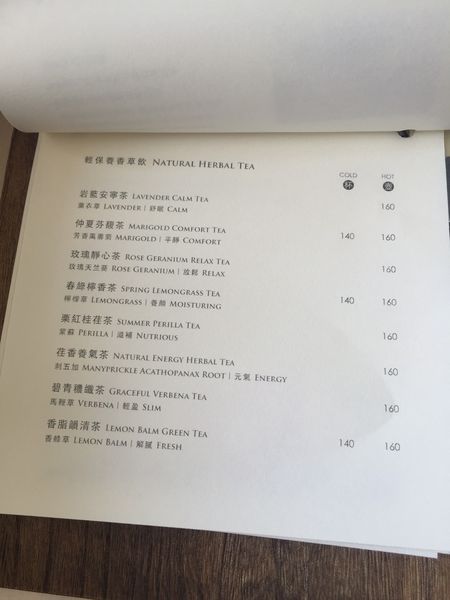 輕保養香草飲 NATURAL HERBAL TEA
COLD HOT
杯 壺
岩藍安寧茶 LAVENDER CALM TEA
薰衣草 LAVENDER | 舒眠 CALM 160
仲夏芬馥茶 MARIGOLD COMFORT TEA
芳香萬壽菊 MARIGOLD | 平靜 COMFORT 140 160
玫瑰靜心茶 ROSE GERANIUM RELAX TEA
玫瑰天竺葵 ROSE GERANIUM | 放鬆 RELAX 160
春綠檸香茶 SPRING LEMONGRASS TEA
檸檬草 LEMONGRASS | 養顏 MOISTURING 140 160
棗紅桂荏茶 SUMMER PERILLA TEA
紫蘇 PERILLA | 滋補 NUTRIOUS 160
荏香養氣茶 NATURAL ENERGY HERBAL TEA
刺五加 MANYPRICKLE ACATHOPANAX ROOT | 元氣 ENERGY 160
碧青穠纖茶 GRACEFUL VERBENA TEA
馬鞭草 VERBENA | 輕盈 SLIM 160
香脂韻清茶 LEMON BALM GREEN TEA
香蜂草 LEMON BALM | 解膩 FRESH 140 160